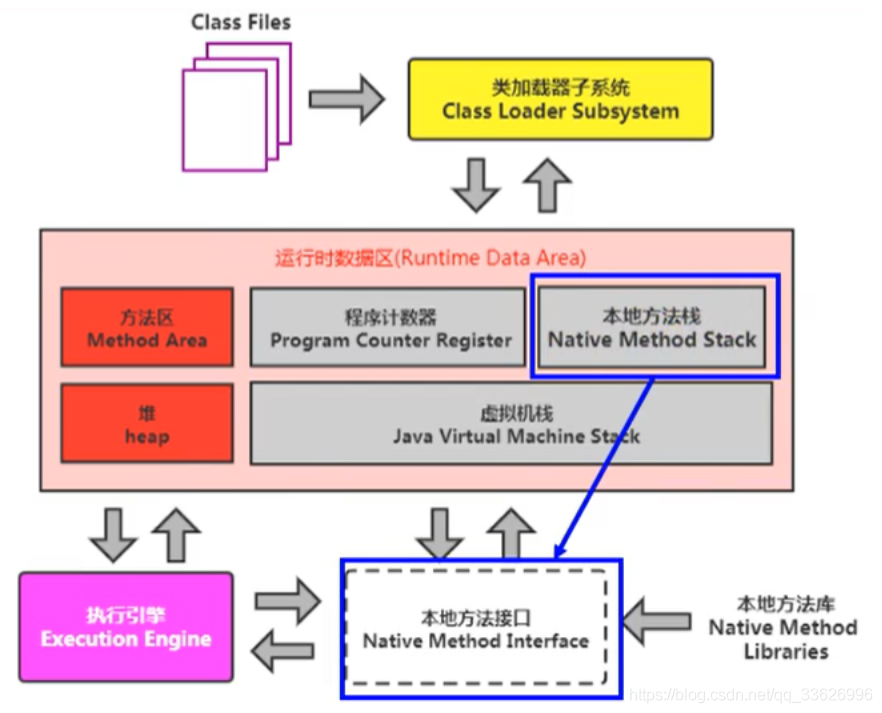 Class Files
类加载器子系统
Class Loader Subsystem
运行时数据区(Runtime Data Area)
方法区
Method Area
程序计数器
Program Counter Register
本地方法栈
Native Method Stack
堆
heap
虚拟机栈
Java Virtual Machine Stack
执行引擎
Execution Engine
本地方法接口
Native Method Interface
本地方法库
Native Method
Libraries
https://blog.csdn.net/qq_33626996